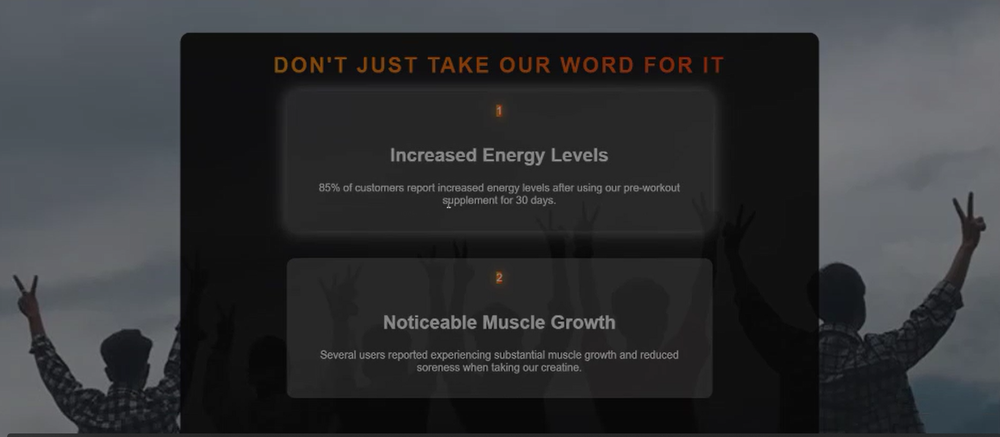 DON'T JUST TAKE OUR WORD FOR IT
1
Increased Energy Levels
85% of customers report increased energy levels after using our pre-workout
supplement for 30 days.
2
Noticeable Muscle Growth
Several users reported experiencing substantial muscle growth and reduced
soreness when taking our creatine.